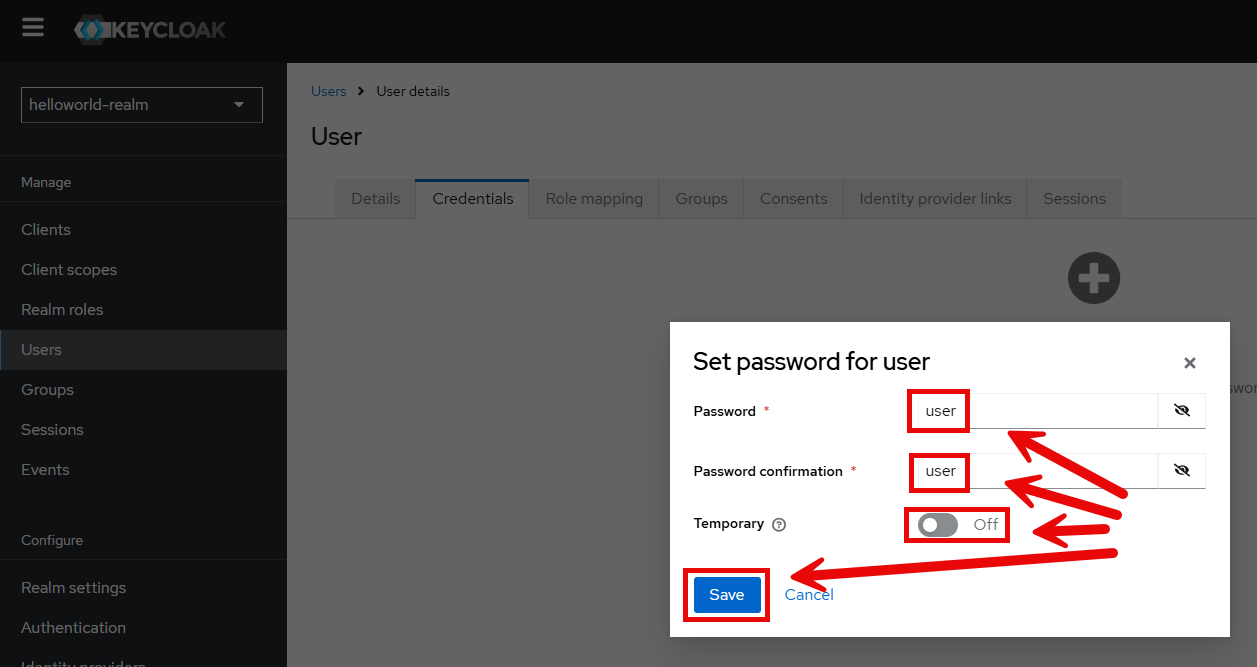 KEYCLOAK
helloworld-realm
Manage
Clients
Client scopes
Realm roles
Users
Groups
Sessions
Events
Configure
Realm settings
Authentication
Identity providers
Users > User details
User
Details Credentials Role mapping Groups Consents Identity provider links Sessions
Set password for user
Password * user
Password confirmation * user
Temporary Off
Save Cancel